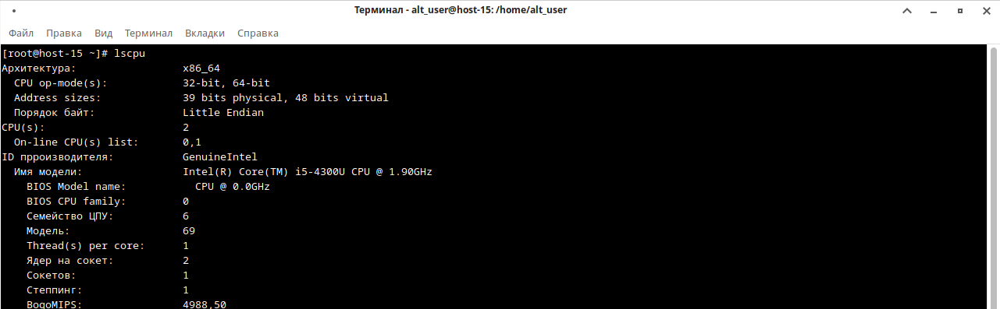 Терминал - alt_user@host-15: /home/alt_user
Файл Правка Вид Терминал Вкладки Справка
[root@host-15 ~]# lscpu
Архитектура: x86_64
CPU op-mode(s): 32-bit, 64-bit
Address sizes: 39 bits physical, 48 bits virtual
Порядок байт: Little Endian
CPU(s): 2
On-line CPU(s) list: 0,1
ID прроизводителя: GenuineIntel
Имя модели: Intel(R) Core(TM) i5-4300U CPU @ 1.90GHz
BIOS Model name: CPU @ 0.0GHz
BIOS CPU family: 0
Семейство ЦПУ: 6
Модель: 69
Thread(s) per core: 1
Ядер на сокет: 2
Сокетов: 1
Степпинг: 1
BogoMIPS: 4988,50